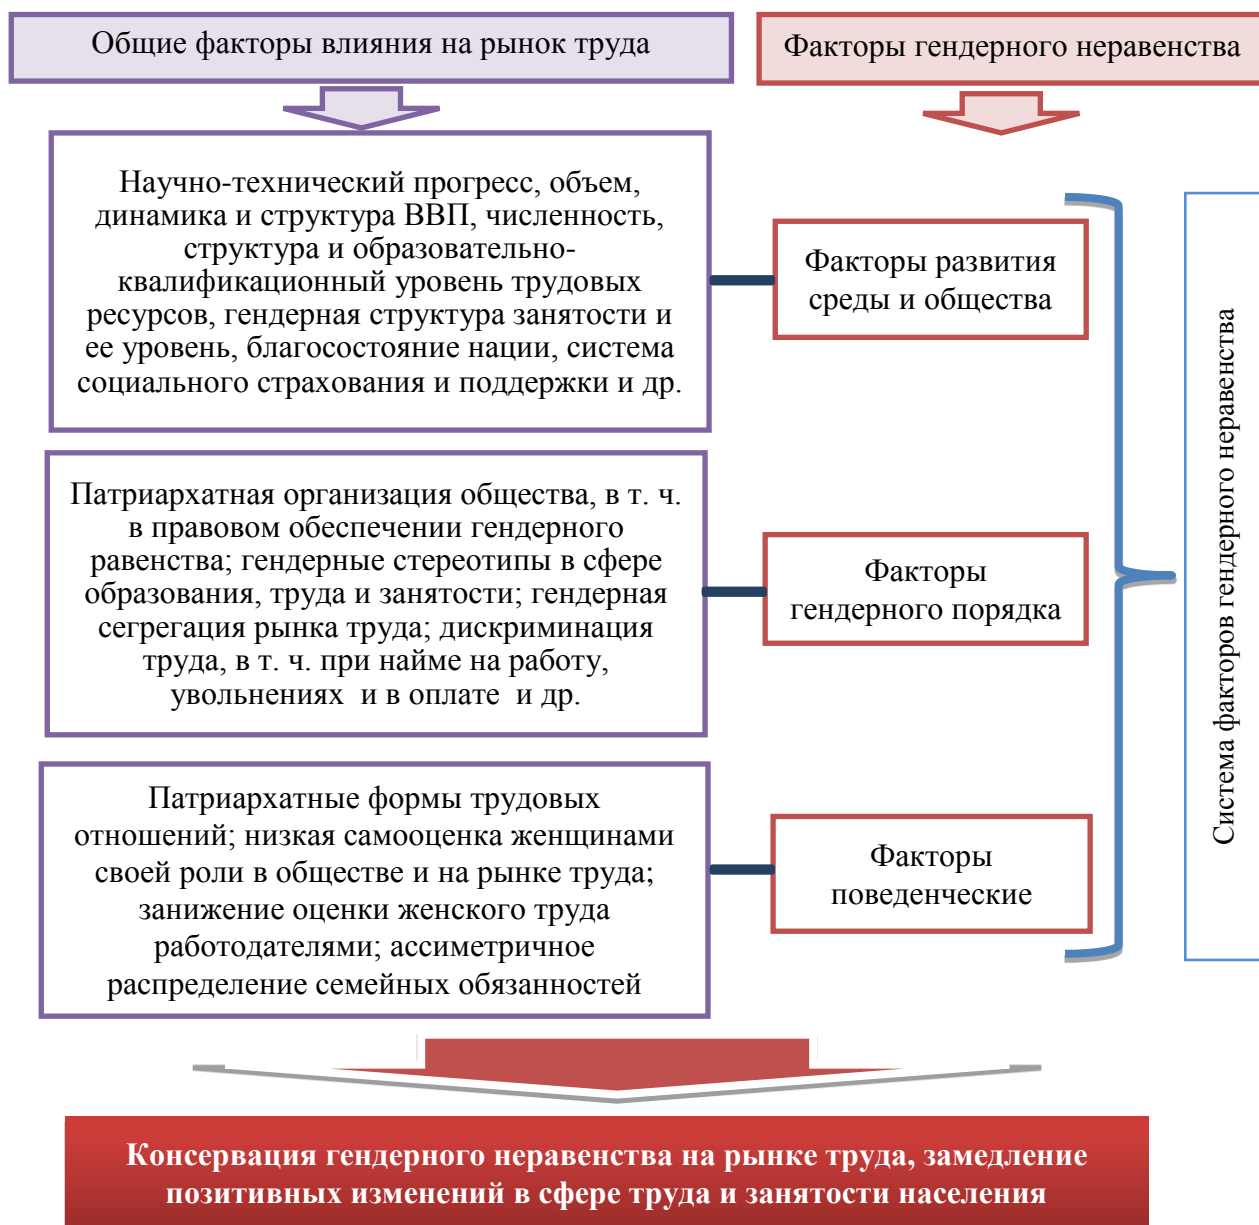 Общие факторы влияния на рынок труда
Факторы гендерного неравенства
Научно-технический прогресс, объем,
динамика и структура ВВП, численность,
структура и образовательно-
квалификационный уровень трудовых
ресурсов, гендерная структура занятости и
ее уровень, благосостояние нации, система
социального страхования и поддержки и др.
Факторы развития
среды и общества
Патриархатная организация общества, в т. ч.
в правовом обеспечении гендерного
равенства; гендерные стереотипы в сфере
образования, труда и занятости; гендерная
сегрегация рынка труда; дискриминация
труда, в т. ч. при найме на работу,
увольнениях и в оплате и др.
Факторы
гендерного порядка
Патриархатные формы трудовых
отношений; низкая самооценка женщинами
своей роли в обществе и на рынке труда;
занижение оценки женского труда
работодателями; ассиметричное
распределение семейных обязанностей
Факторы
поведенческие
Система факторов гендерного неравенства
Консервация гендерного неравенства на рынке труда, замедление
позитивных изменений в сфере труда и занятости населения